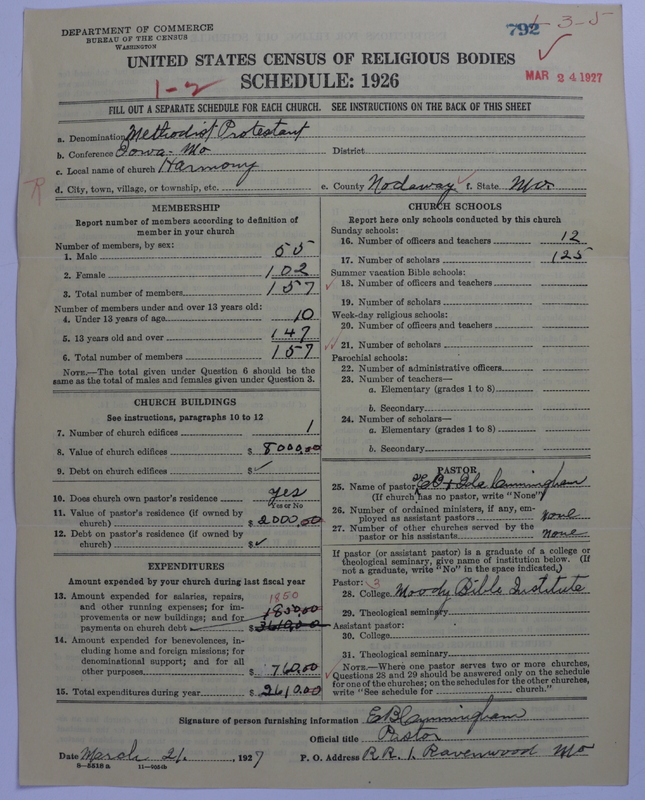 DEPARTMENT OF COMMERCE
BUREAU OF THE CENSUS
WASHINGTON
792
1-3-5
UNITED STATES CENSUS OF RELIGIOUS BODIES
MAR 24 1927
1-2
SCHEDULE: 1926
FILL OUT A SEPARATE SCHEDULE FOR EACH CHURCH. SEE INSTRUCTIONS ON THE BACK OF THIS SHEET
a. Denomination Methodist Protestant
b. Conference Iowa-Mo District
c. Local name of church Harmony
R
d. City, town, village, or township, etc. e. County Nodaway f. State Mo.
MEMBERSHIP
Report number of members according to definition of
member in your church
Number of members, by sex:
1. Male 55
2. Female 102
3. Total number of members 157
Number of members under and over 13 years old:
4. Under 13 years of age 10
5. 13 years old and over 147
6. Total number of members 157
NOTE.—The total given under Question 6 should be the
same as the total of males and females given under Question 3.
CHURCH BUILDINGS
See instructions, paragraphs 10 to 12
7. Number of church edifices 1
8. Value of church edifices $ 8000.00
9. Debt on church edifices $ ✓
10. Does church own pastor's residence yes
Yes or No
11. Value of pastor's residence (if owned by
church) $ 2000.00
12. Debt on pastor's residence (if owned by
church) $ ✓
EXPENDITURES
Amount expended by your church during last fiscal year
13. Amount expended for salaries, repairs, 1850
and other running expenses; for im-
provements or new buildings; and for 1850.00
payments on church debt $ 2610.00
14. Amount expended for benevolences, in-
cluding home and foreign missions; for
denominational support; and for all
other purposes $ 760.00
15. Total expenditures during year $ 2610.00
CHURCH SCHOOLS
Report here only schools conducted by this church
Sunday schools:
16. Number of officers and teachers 12
17. Number of scholars 125
Summer vacation Bible schools:
18. Number of officers and teachers
19. Number of scholars
Week-day religious schools:
20. Number of officers and teachers
21. Number of scholars
Parochial schools:
22. Number of administrative officers
23. Number of teachers—
a. Elementary (grades 1 to 8)
b. Secondary
24. Number of scholars—
a. Elementary (grades 1 to 8)
b. Secondary
PASTOR
25. Name of pastor E B & Ida Cunningham
(If church has no pastor, write "None")
26. Number of ordained ministers, if any, em-
ployed as assistant pastors none
27. Number of other churches served by the
pastor or his assistants none
If pastor (or assistant pastor) is a graduate of a college or
theological seminary, give name of institution below. (If
not a graduate, write "No" in the space indicated.)
Pastor: 3
28. College Moody Bible Institute
29. Theological seminary
Assistant pastor:
30. College
31. Theological seminary
NOTE.—Where one pastor serves two or more churches,
Questions 28 and 29 should be answered only on the schedule
for one of the churches; on the schedules for the other churches,
write "See schedule for church."
Signature of person furnishing information E B Cunningham
Official title Pastor
Date March 21, 1927 P. O. Address R R. 1. Ravenwood Mo
8—5518 a 11—9054b